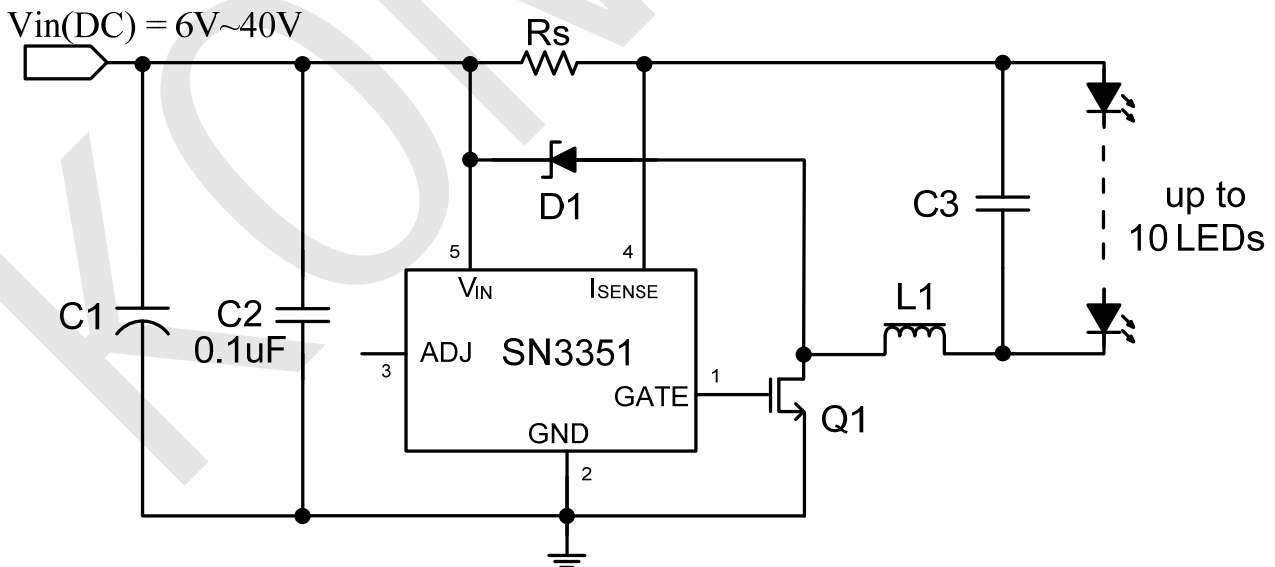 Vin(DC) = 6V~40V
Rs
D1
C3
up to
10 LEDs
5
4
VIN
ISENSE
L1
C1
C2
0.1uF
ADJ
SN3351
3
1
GATE
Q1
GND
2